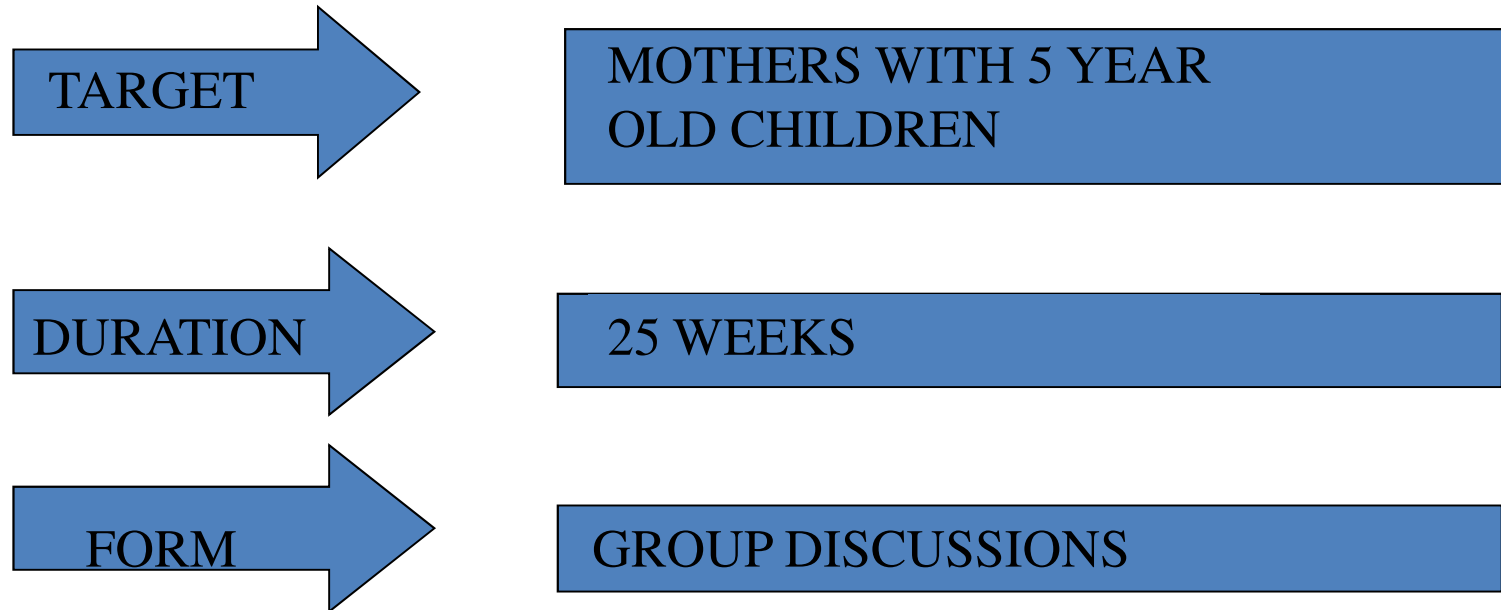 TARGET
MOTHERS WITH 5 YEAR
OLD CHILDREN
DURATION
25 WEEKS
FORM
GROUP DISCUSSIONS